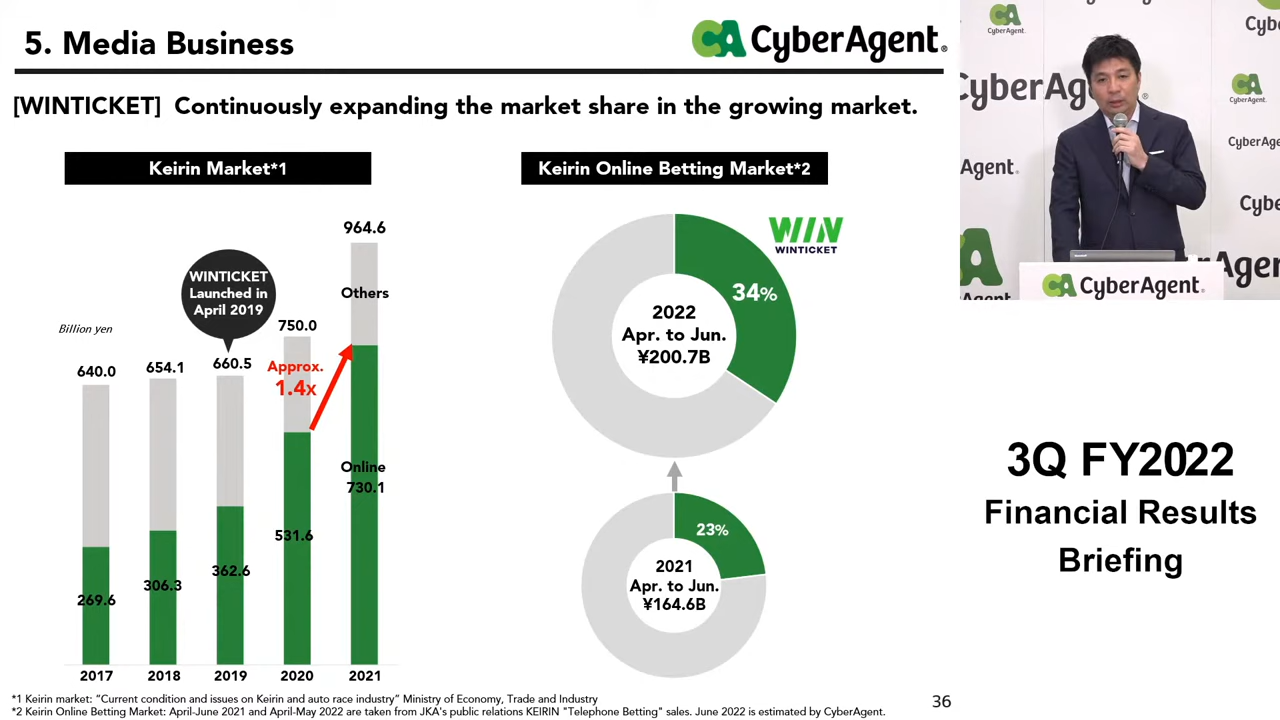 5. Media Business
CyberAgent®
[WINTICKET] Continuously expanding the market share in the growing market.
Keirin Market*1
Billion yen
640.0
654.1
660.5
750.0
964.6
WINTICKET
Launched in
April 2019
Approx.
1.4x
Others
Online
730.1
269.6
306.3
362.6
531.6
2017
2018
2019
2020
2021
Keirin Online Betting Market*2
WIN
WINTICKET
34%
2022
Apr. to Jun.
¥200.7B
23%
2021
Apr. to Jun.
¥164.6B
*1 Keirin market: “Current condition and issues on Keirin and auto race industry” Ministry of Economy, Trade and Industry
*2 Keirin Online Betting Market: April-June 2021 and April-May 2022 are taken from JKA's public relations KEIRIN "Telephone Betting" sales. June 2022 is estimated by CyberAgent.
36
CyberAgent.
CyberAgent.
CyberAgent®
3Q FY2022
Financial Results
Briefing